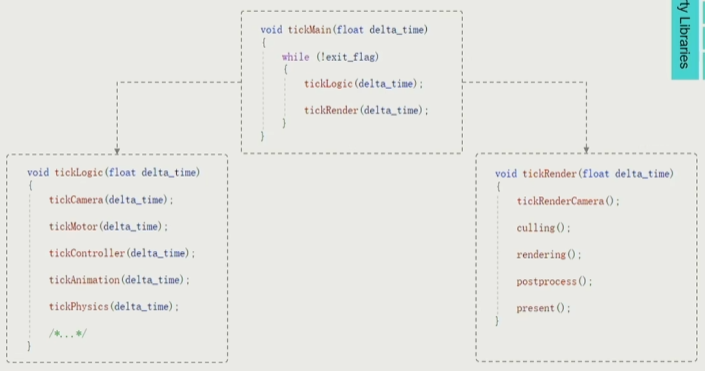 void tickMain(float delta_time)
{
while (!exit_flag)
{
tickLogic(delta_time);
tickRender(delta_time);
}
}
void tickLogic(float delta_time)
{
tickCamera(delta_time);
tickMotor(delta_time);
tickController(delta_time);
tickAnimation(delta_time);
tickPhysics(delta_time);
/*...*/
}
void tickRender(float delta_time)
{
tickRenderCamera();
culling();
rendering();
postprocess();
present();
}
Libraries